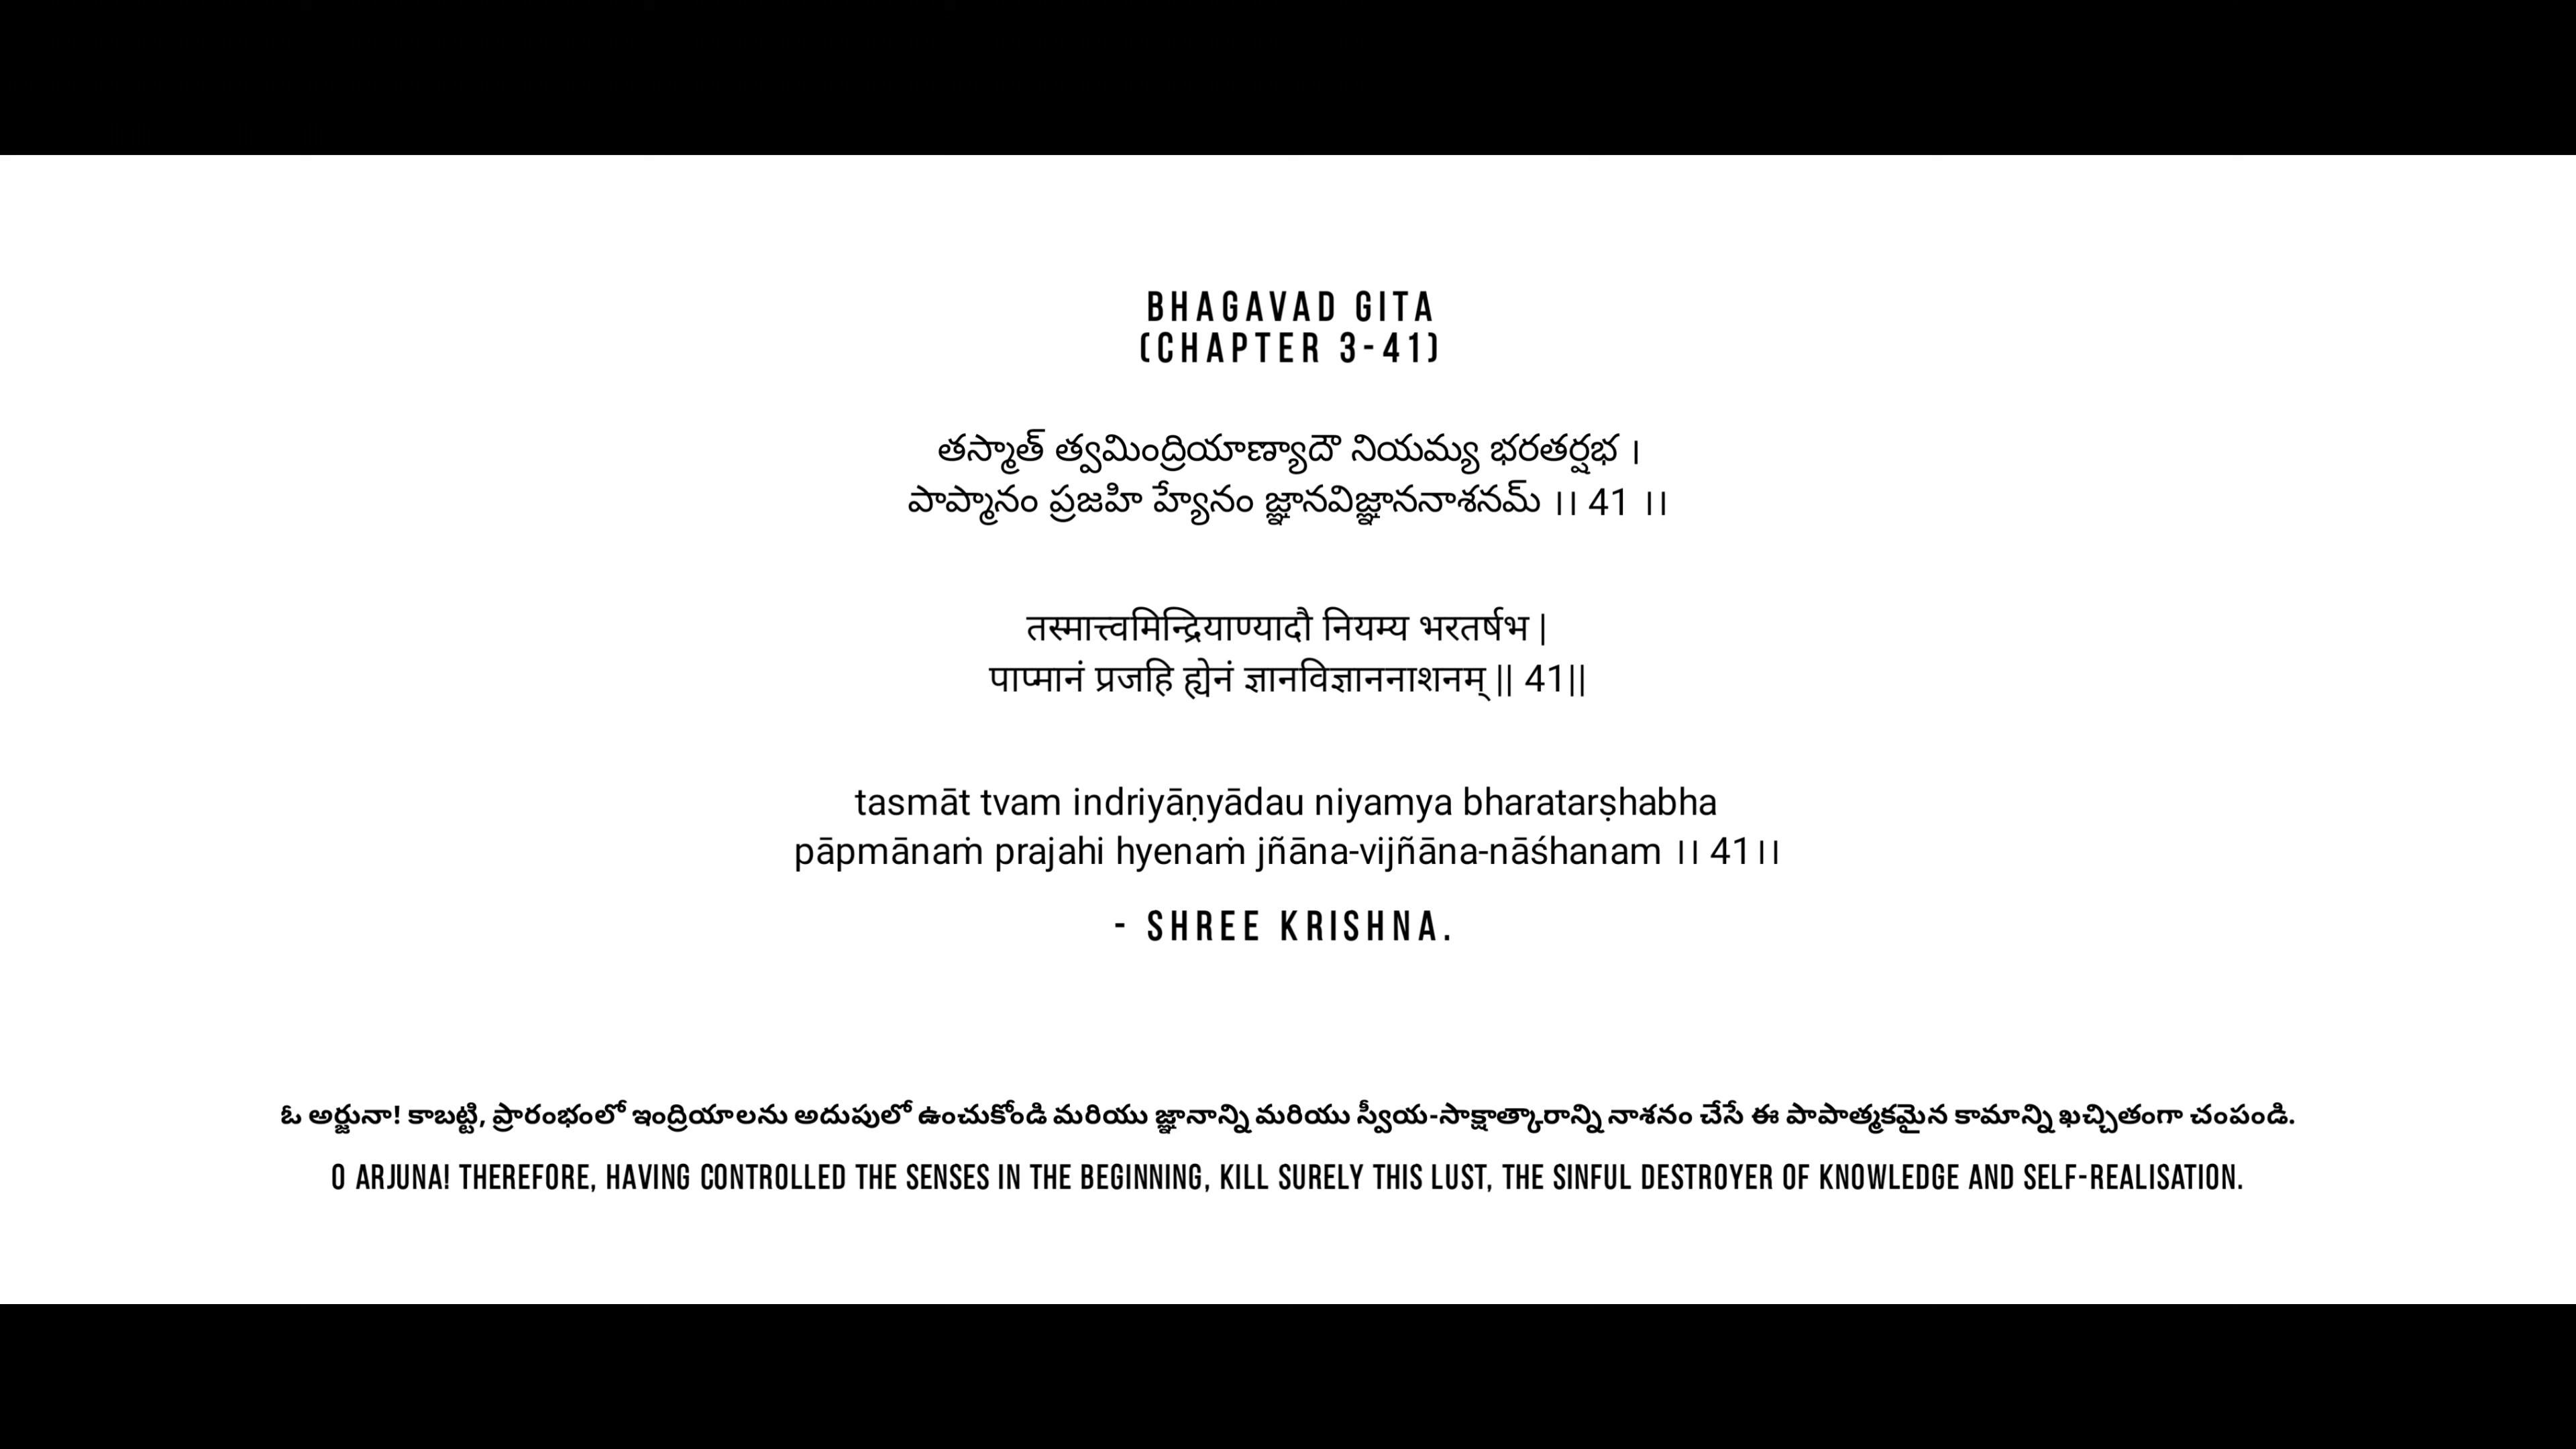 BHAGAVAD GITA
(CHAPTER 3-41)
తస్మాత్ త్వమింద్రియాణ్యాదౌ నియమ్య భరతర్షభ ।
పాప్మానం ప్రజహి హ్యేనం జ్ఞానవిజ్ఞాననాశనమ్ ।। 41 ।।
तस्मात्त्वमिन्द्रियाण्यादौ नियम्य भरतर्षभ |
पाप्मानं प्रजहि ह्येनं ज्ञानविज्ञाननाशनम् || 41||
tasmāt tvam indriyāṇyādau niyamya bharatarṣhabha
pāpmānaṁ prajahi hyenaṁ jñāna-vijñāna-nāśhanam ।। 41।।
- SHREE KRISHNA.
ఓ అర్జునా! కాబట్టి, ప్రారంభంలో ఇంద్రియాలను అదుపులో ఉంచుకోండి మరియు జ్ఞానాన్ని మరియు స్వీయ-సాక్షాత్కారాన్ని నాశనం చేసే ఈ పాపాత్మకమైన కామాన్ని ఖచ్చితంగా చంపండి.
O ARJUNA! THEREFORE, HAVING CONTROLLED THE SENSES IN THE BEGINNING, KILL SURELY THIS LUST, THE SINFUL DESTROYER OF KNOWLEDGE AND SELF-REALISATION.